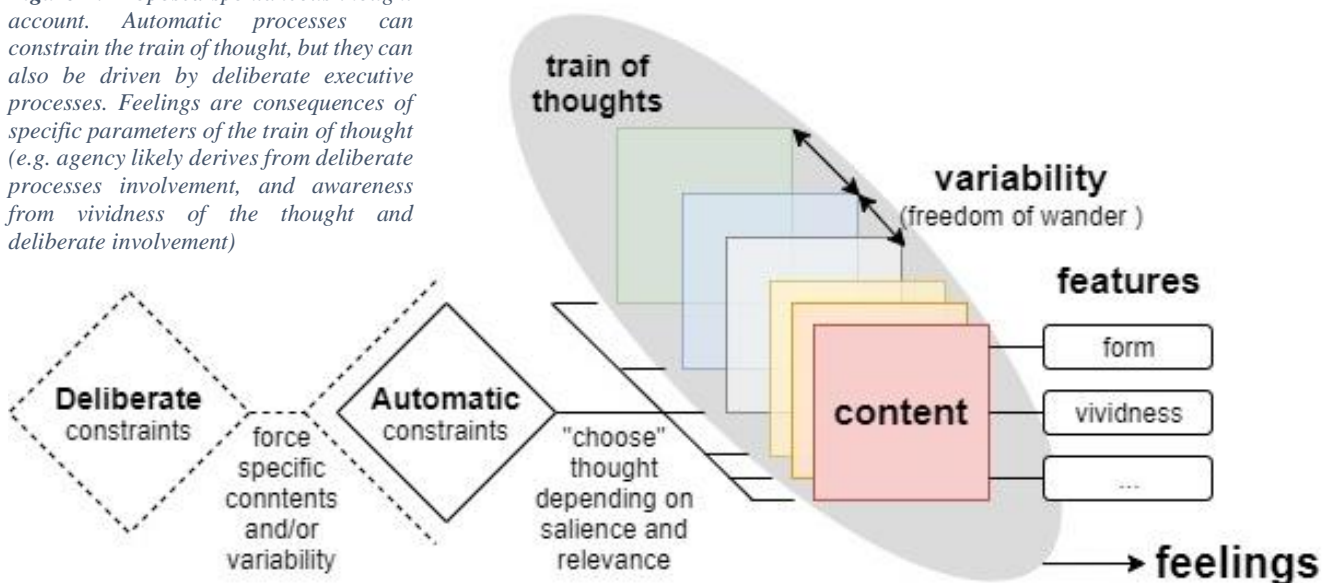 account. Automatic processes can
constrain the train of thought, but they can
also be driven by deliberate executive
processes. Feelings are consequences of
specific parameters of the train of thought
(e.g. agency likely derives from deliberate
processes involvement, and awareness
from vividness of the thought and
deliberate involvement)
train of
thoughts
variability
(freedom of wander )
features
form
vividness
...
content
Deliberate
constraints
force
specific
conntents
and/or
variability
Automatic
constraints
"choose"
thought
depending on
salience and
relevance
feelings